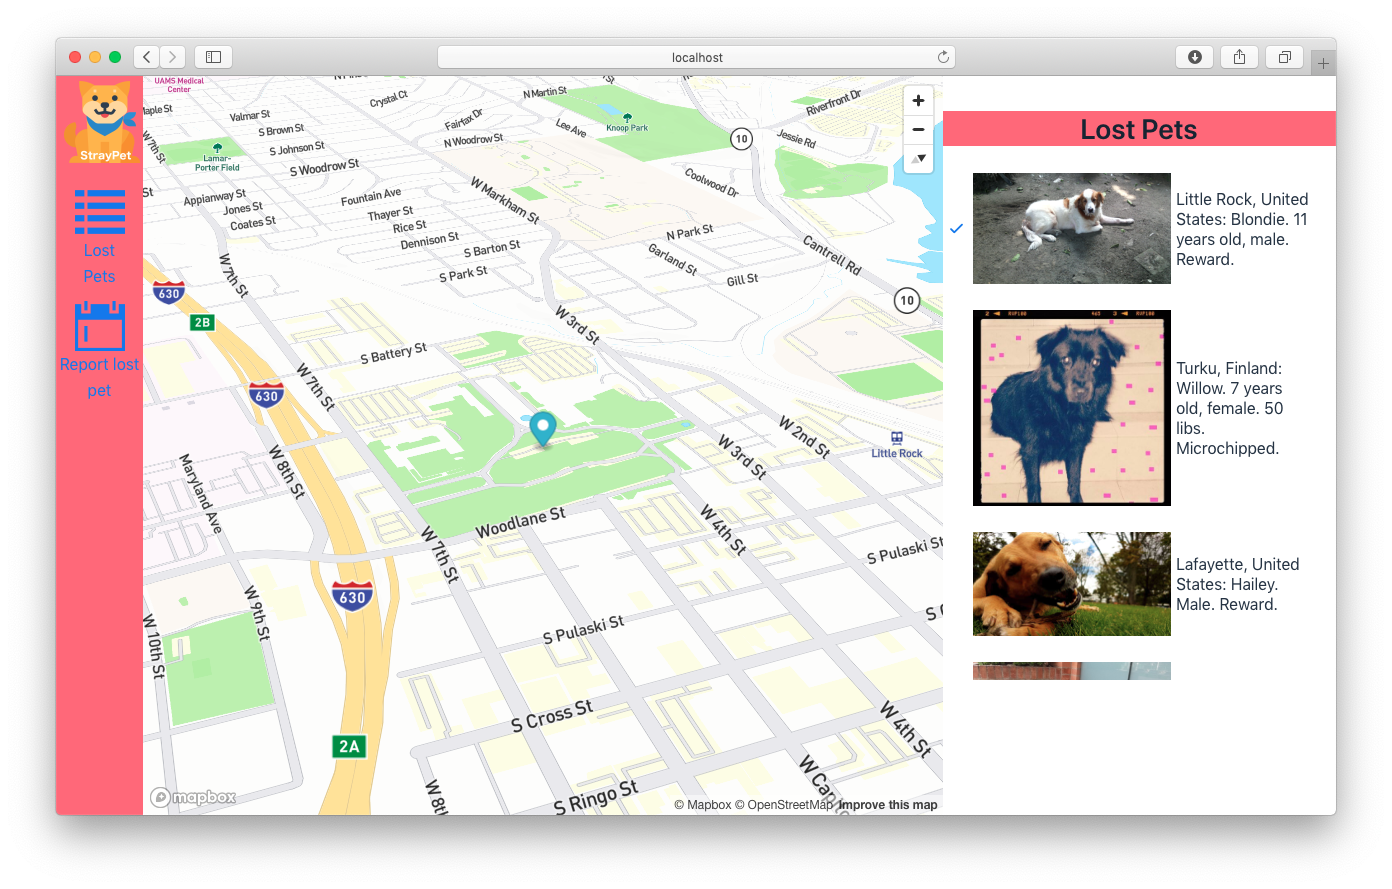 localhost
StrayPet
Lost
Pets
Report lost
pet
UAMS Medical
Center
Maple St
Valmar St
Crystal Ct
N Martin St
Riverfront Dr
Knoop Park
Fairfax Dr
Lee Ave
10
Jessie Rd
W 7th St
S Brown St
N Woodrow St
S Johnson St
Lamar-
Porter Field
S Woodrow St
Coolwood Dr
St
Appianway St
Fountain Ave
W Markham St
Jones St
Thayer St
Coates St
Rice St
Dennison St
N Park St
Cantrell Rd
S Barton St
Garland St
W 7th St
S Park St
Gill St
630
10
2B
W 3rd St
S Battery St
W 7th St
630
W 2nd St
W 3rd St
Little Rock
W 8th St
Maryland Ave
Woodlane St
W 4th St
W 7th St
S Pulaski St
630
W 9th St
W 10th St
S Pulaski St
S Cross St
W 4th St
2A
S Ringo St
mapbox
© Mapbox © OpenStreetMap Improve this map
Lost Pets
Little Rock, United
States: Blondie. 11
years old, male.
Reward.
Turku, Finland:
Willow. 7 years
old, female. 50
libs.
Microchipped.
Lafayette, United
States: Hailey.
Male. Reward.